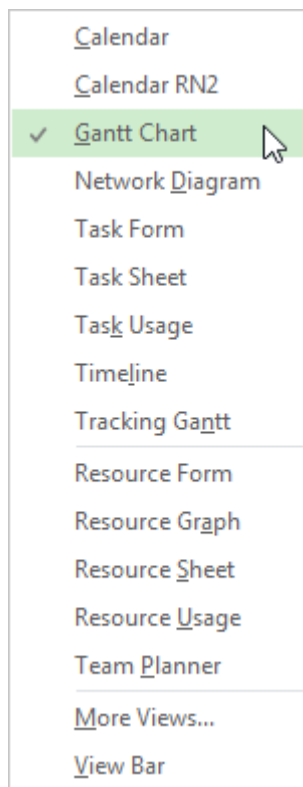 Calendar
Calendar RN2
Gantt Chart
Network Diagram
Task Form
Task Sheet
Task Usage
Timeline
Tracking Gantt
Resource Form
Resource Graph
Resource Sheet
Resource Usage
Team Planner
More Views...
View Bar